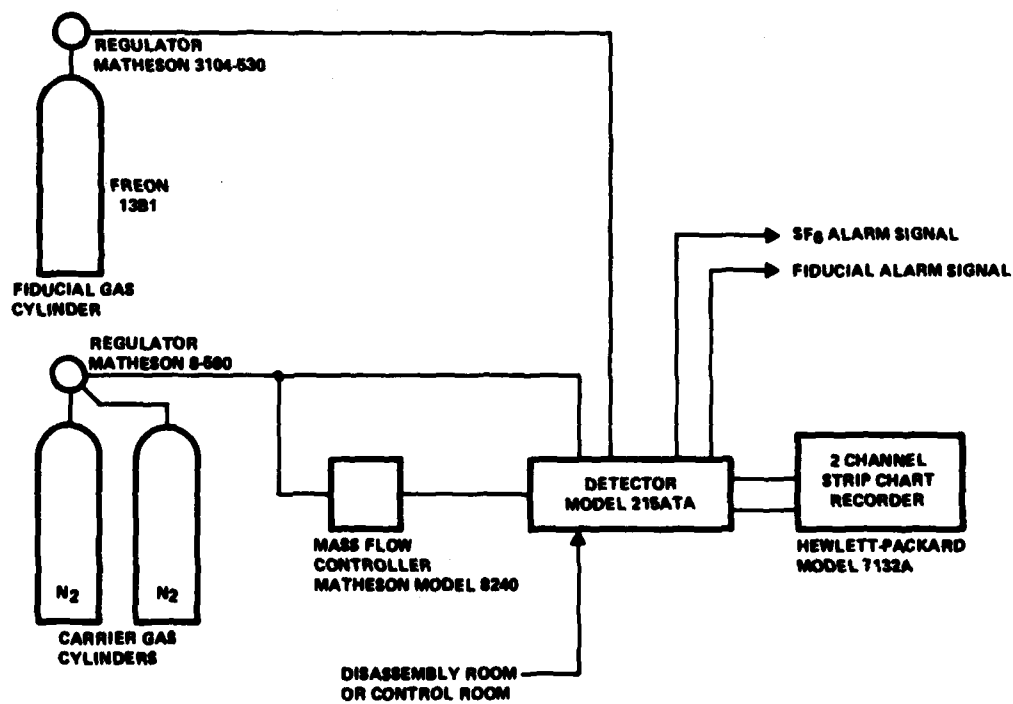 REGULATOR
MATHESON 3104-530
FREON
13B1
FIDUCIAL GAS
CYLINDER
SF6 ALARM SIGNAL
FIDUCIAL ALARM SIGNAL
REGULATOR
MATHESON 8-580
2 CHANNEL
STRIP CHART
RECORDER
DETECTOR
MODEL 215ATA
MASS FLOW
CONTROLLER
MATHESON MODEL 8240
HEWLETT-PACKARD
MODEL 7132A
N2
N2
CARRIER GAS
CYLINDERS
DISASSEMBLY ROOM
OR CONTROL ROOM